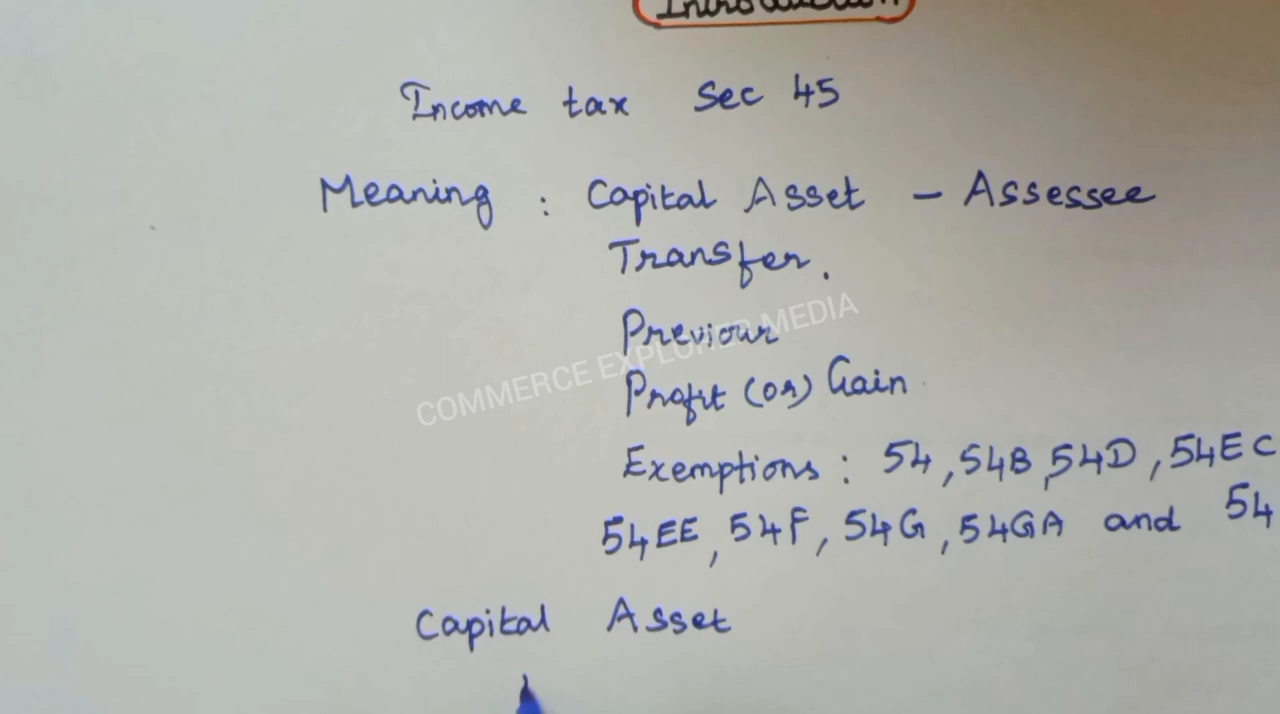 Introduction
Income tax Sec 45
Meaning : Capital Asset - Assessee
Transfer.
Previour
Profit (or) Gain
Exemptions : 54, 54B, 54D, 54EC
54EE, 54F, 54G, 54GA and 54
Capital Asset
COMMERCE EXPLORER MEDIA